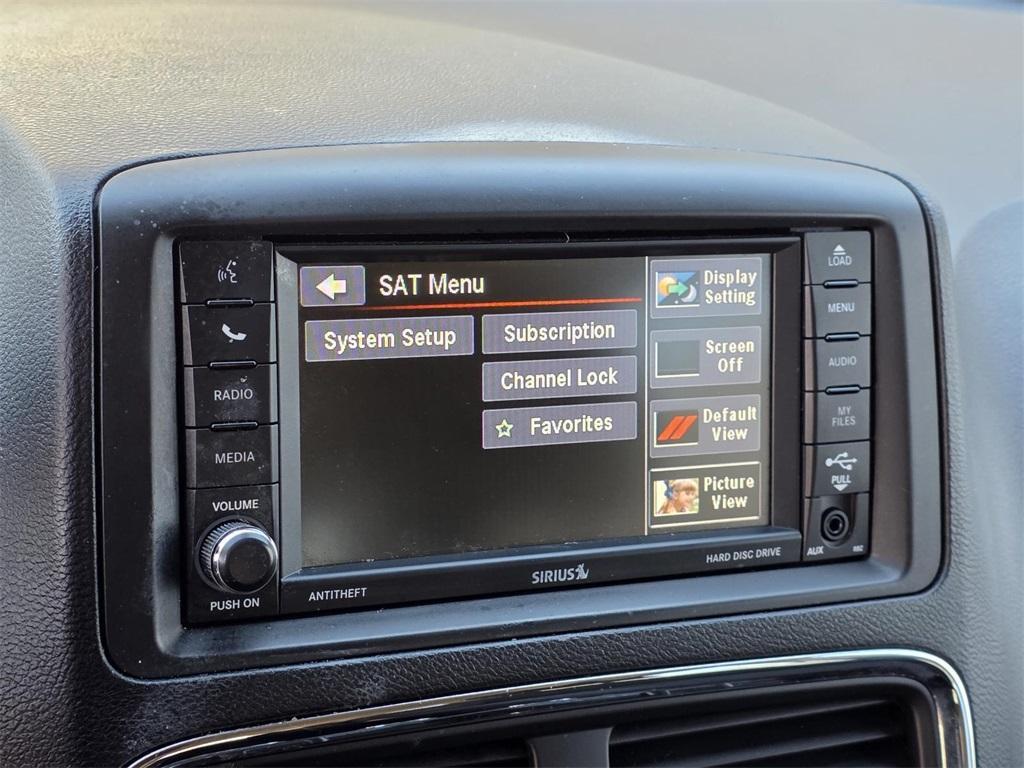 RADIO
MEDIA
VOLUME
PUSH ON
SAT Menu
System Setup
Subscription
Channel Lock
Favorites
Display
Setting
Screen
Off
Default
View
Picture
View
ANTITHEFT
SIRIUS
HARD DISC DRIVE
LOAD
MENU
AUDIO
MY
FILES
PULL
AUX